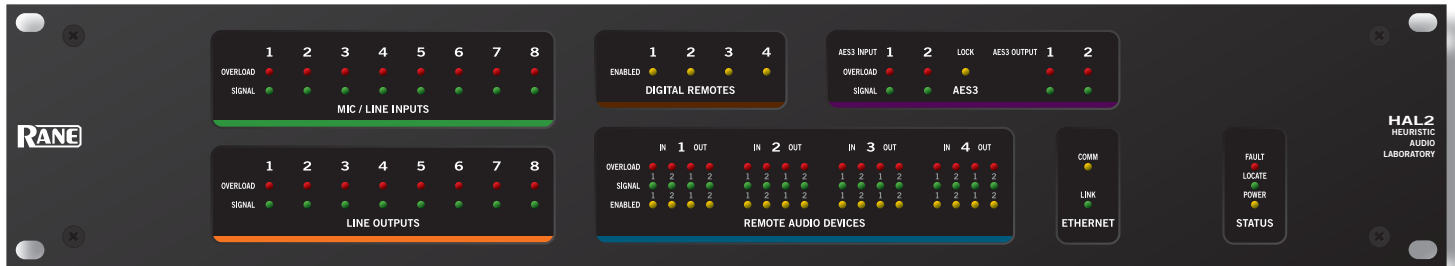 RANE
1 2 3 4 5 6 7 8
OVERLOAD
SIGNAL
MIC / LINE INPUTS
1 2 3 4 5 6 7 8
OVERLOAD
SIGNAL
LINE OUTPUTS
1 2 3 4
ENABLED
DIGITAL REMOTES
AES3 INPUT 1 2 LOCK AES3 OUTPUT 1 2
OVERLOAD
SIGNAL
AES3
IN 1 OUT IN 2 OUT IN 3 OUT IN 4 OUT
OVERLOAD
1 2 1 2 1 2 1 2 1 2 1 2 1 2 1 2
SIGNAL
1 2 1 2 1 2 1 2 1 2 1 2 1 2 1 2
ENABLED
REMOTE AUDIO DEVICES
COMM
LINK
ETHERNET
FAULT
LOCATE
POWER
STATUS
HAL2
HEURISTIC
AUDIO
LABORATORY